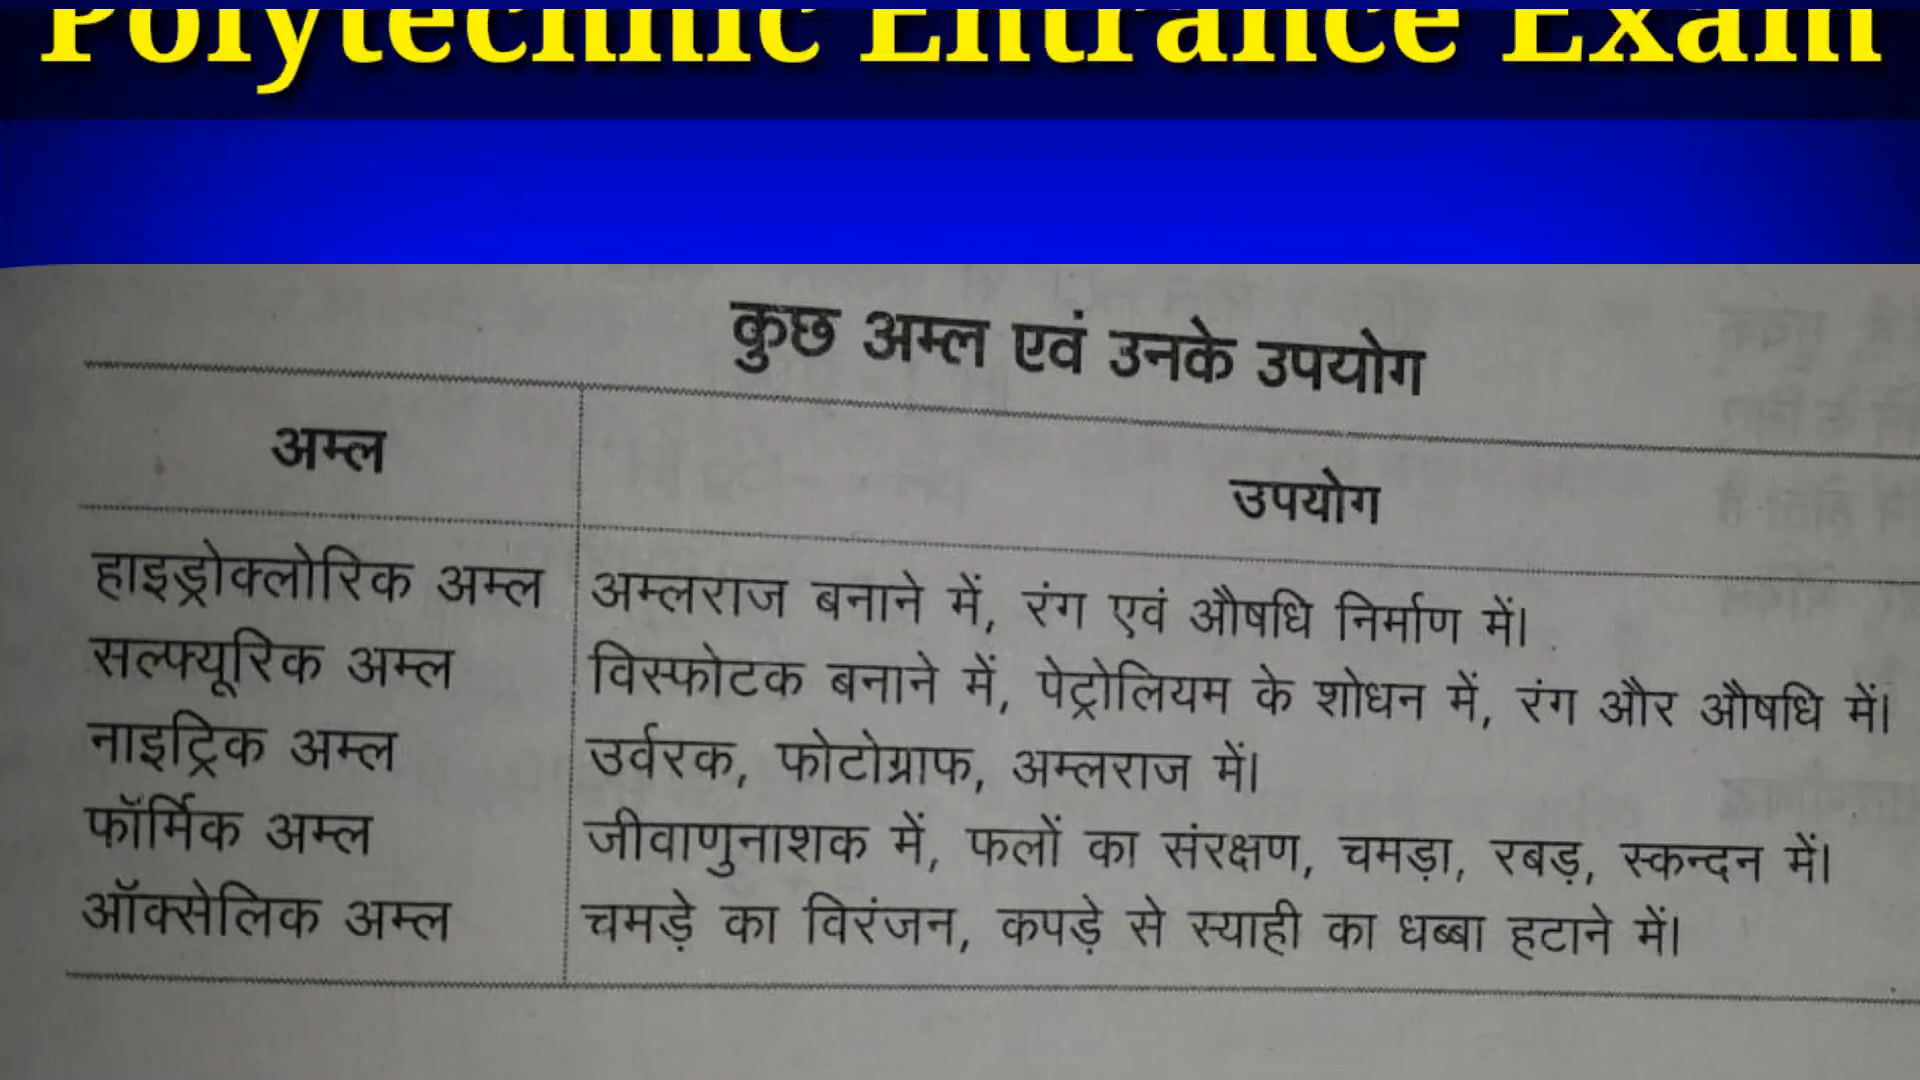 Polytechnic Entrance Exam
कुछ अम्ल एवं उनके उपयोग
अम्ल उपयोग
हाइड्रोक्लोरिक अम्ल अम्लराज बनाने में, रंग एवं औषधि निर्माण में।
सल्फ्यूरिक अम्ल विस्फोटक बनाने में, पेट्रोलियम के शोधन में, रंग और औषधि में।
नाइट्रिक अम्ल उर्वरक, फोटोग्राफ, अम्लराज में।
फॉर्मिक अम्ल जीवाणुनाशक में, फलों का संरक्षण, चमड़ा, रबड़, स्कन्दन में।
ऑक्सेलिक अम्ल चमड़े का विरंजन, कपड़े से स्याही का धब्बा हटाने में।